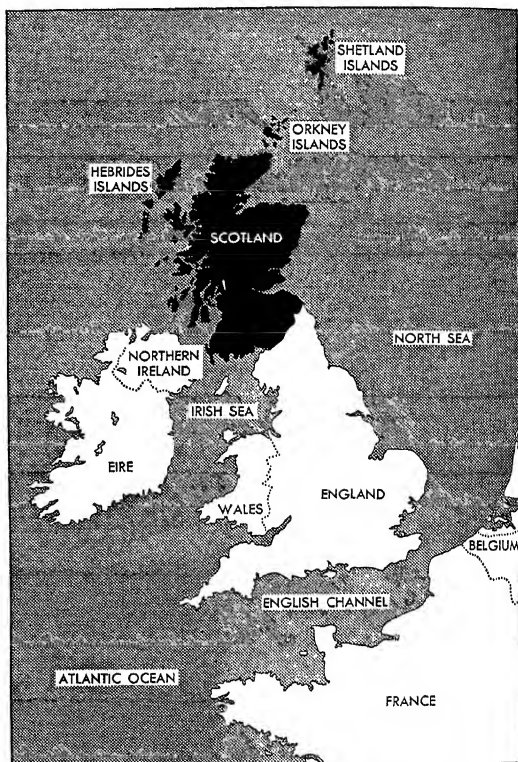 SHETLAND
ISLANDS
ORKNEY
ISLANDS
HEBRIDES
ISLANDS
SCOTLAND
NORTH SEA
NORTHERN
IRELAND
IRISH SEA
EIRE
WALES
ENGLAND
BELGIUM
ENGLISH CHANNEL
ATLANTIC OCEAN
FRANCE